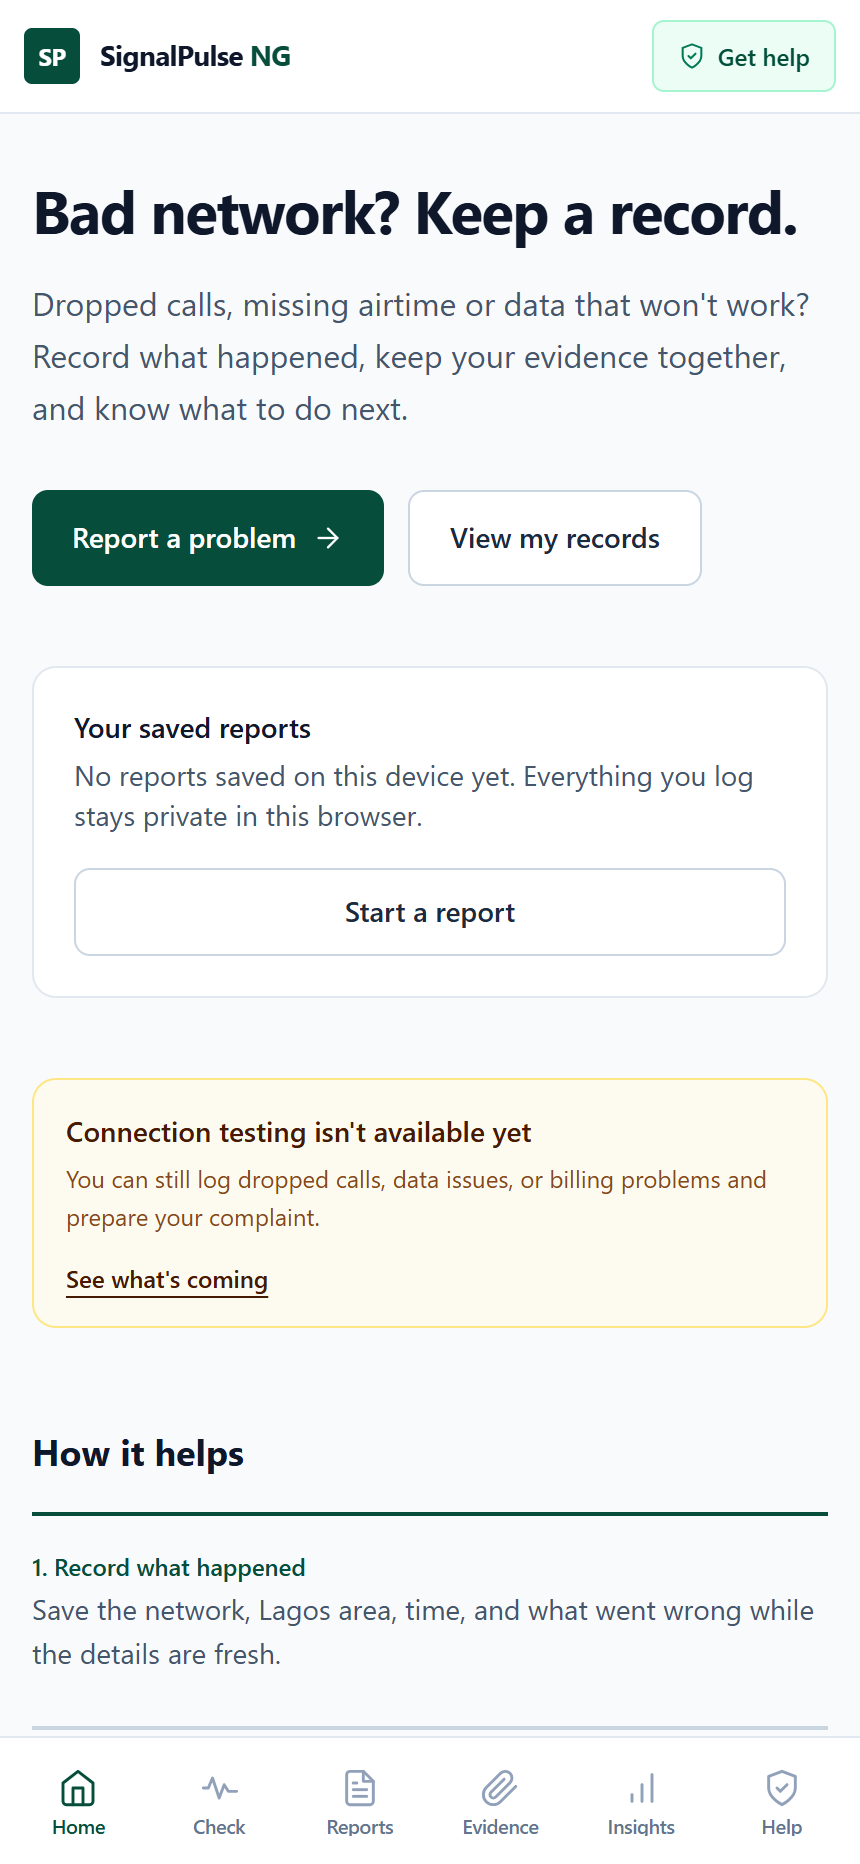 SP
SignalPulse NG
Get help
Bad network? Keep a record.
Dropped calls, missing airtime or data that won't work?
Record what happened, keep your evidence together,
and know what to do next.
Report a problem →
View my records
Your saved reports
No reports saved on this device yet. Everything you log
stays private in this browser.
Start a report
Connection testing isn't available yet
You can still log dropped calls, data issues, or billing problems and
prepare your complaint.
See what's coming
How it helps
1. Record what happened
Save the network, Lagos area, time, and what went wrong while
the details are fresh.
Home
Check
Reports
Evidence
Insights
Help